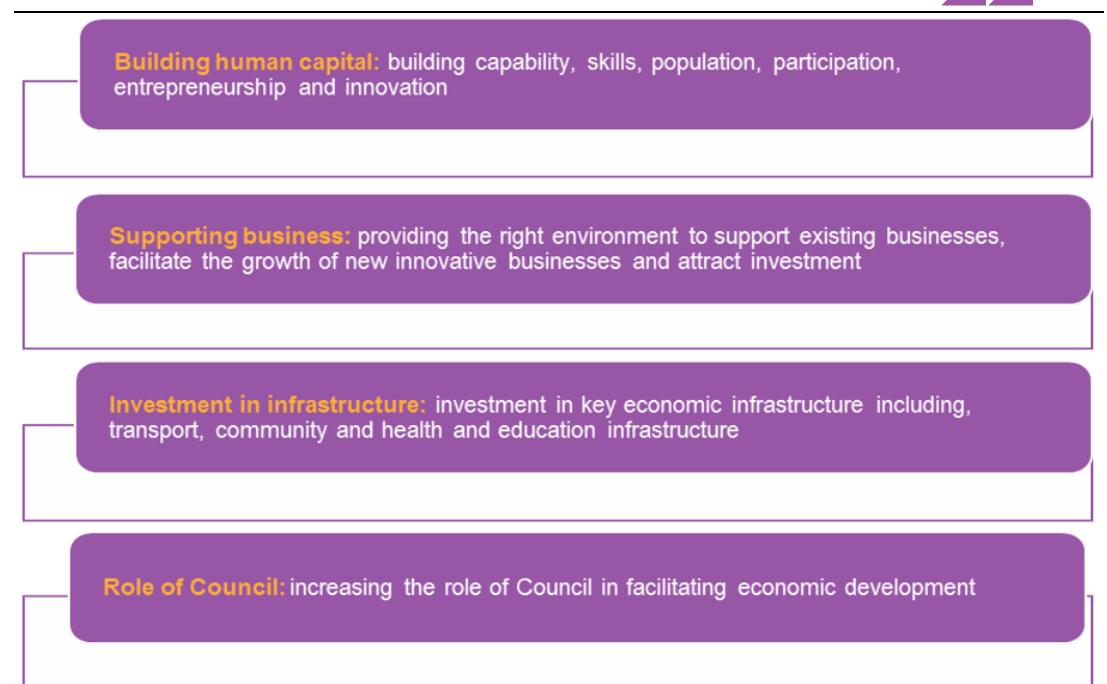 Building human capital: building capability, skills, population, participation,
entrepreneurship and innovation
Supporting business: providing the right environment to support existing businesses,
facilitate the growth of new innovative businesses and attract investment
Investment in infrastructure: investment in key economic infrastructure including,
transport, community and health and education infrastructure
Role of Council: increasing the role of Council in facilitating economic development